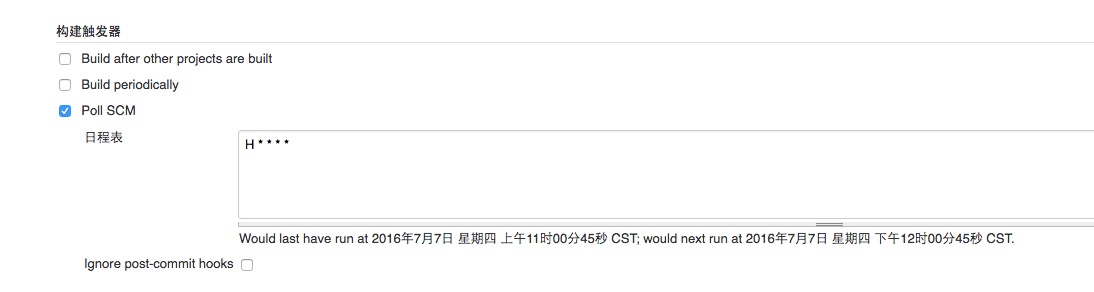 构建触发器
Build after other projects are built
Build periodically
Poll SCM
日程表
H * * * *
Would last have run at 2016年7月7日 星期四 上午11时00分45秒 CST; would next run at 2016年7月7日 星期四 下午12时00分45秒 CST.
Ignore post-commit hooks